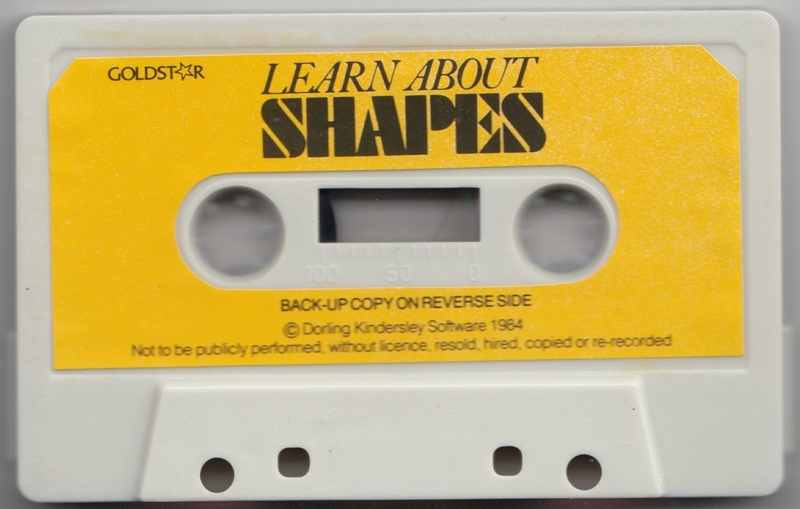 GOLDST☆R
LEARN ABOUT
SHAPES
100 50 0
BACK-UP COPY ON REVERSE SIDE
© Dorling Kindersley Software 1984
Not to be publicly performed, without licence, resold, hired, copied or re-recorded